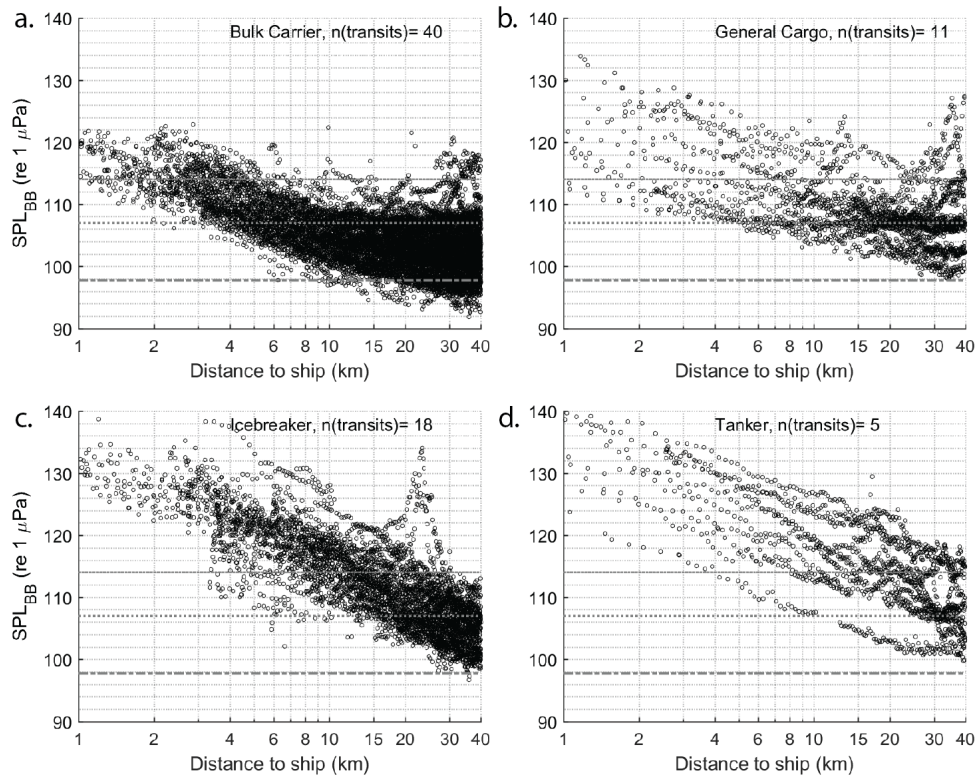 a.
Bulk Carrier, n(transits)= 40
140
130
120
110
100
90
SPL_BB (re 1 μPa)
1 2 3 4 6 8 10 15 20 30 40
Distance to ship (km)
b.
General Cargo, n(transits)= 11
140
130
120
110
100
90
1 2 3 4 6 8 10 15 20 30 40
Distance to ship (km)
c.
Icebreaker, n(transits)= 18
140
130
120
110
100
90
SPL_BB (re 1 μPa)
1 2 3 4 6 8 10 15 20 30 40
Distance to ship (km)
d.
Tanker, n(transits)= 5
140
130
120
110
100
90
1 2 3 4 6 8 10 15 20 30 40
Distance to ship (km)